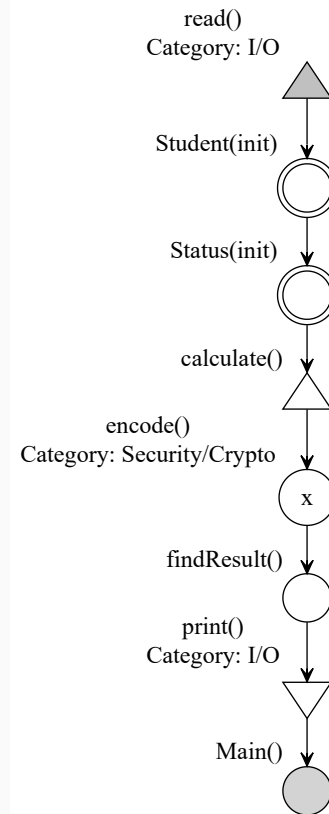 read()
Category: I/O
Student(init)
Status(init)
calculate()
encode()
Category: Security/Crypto
x
findResult()
print()
Category: I/O
Main()